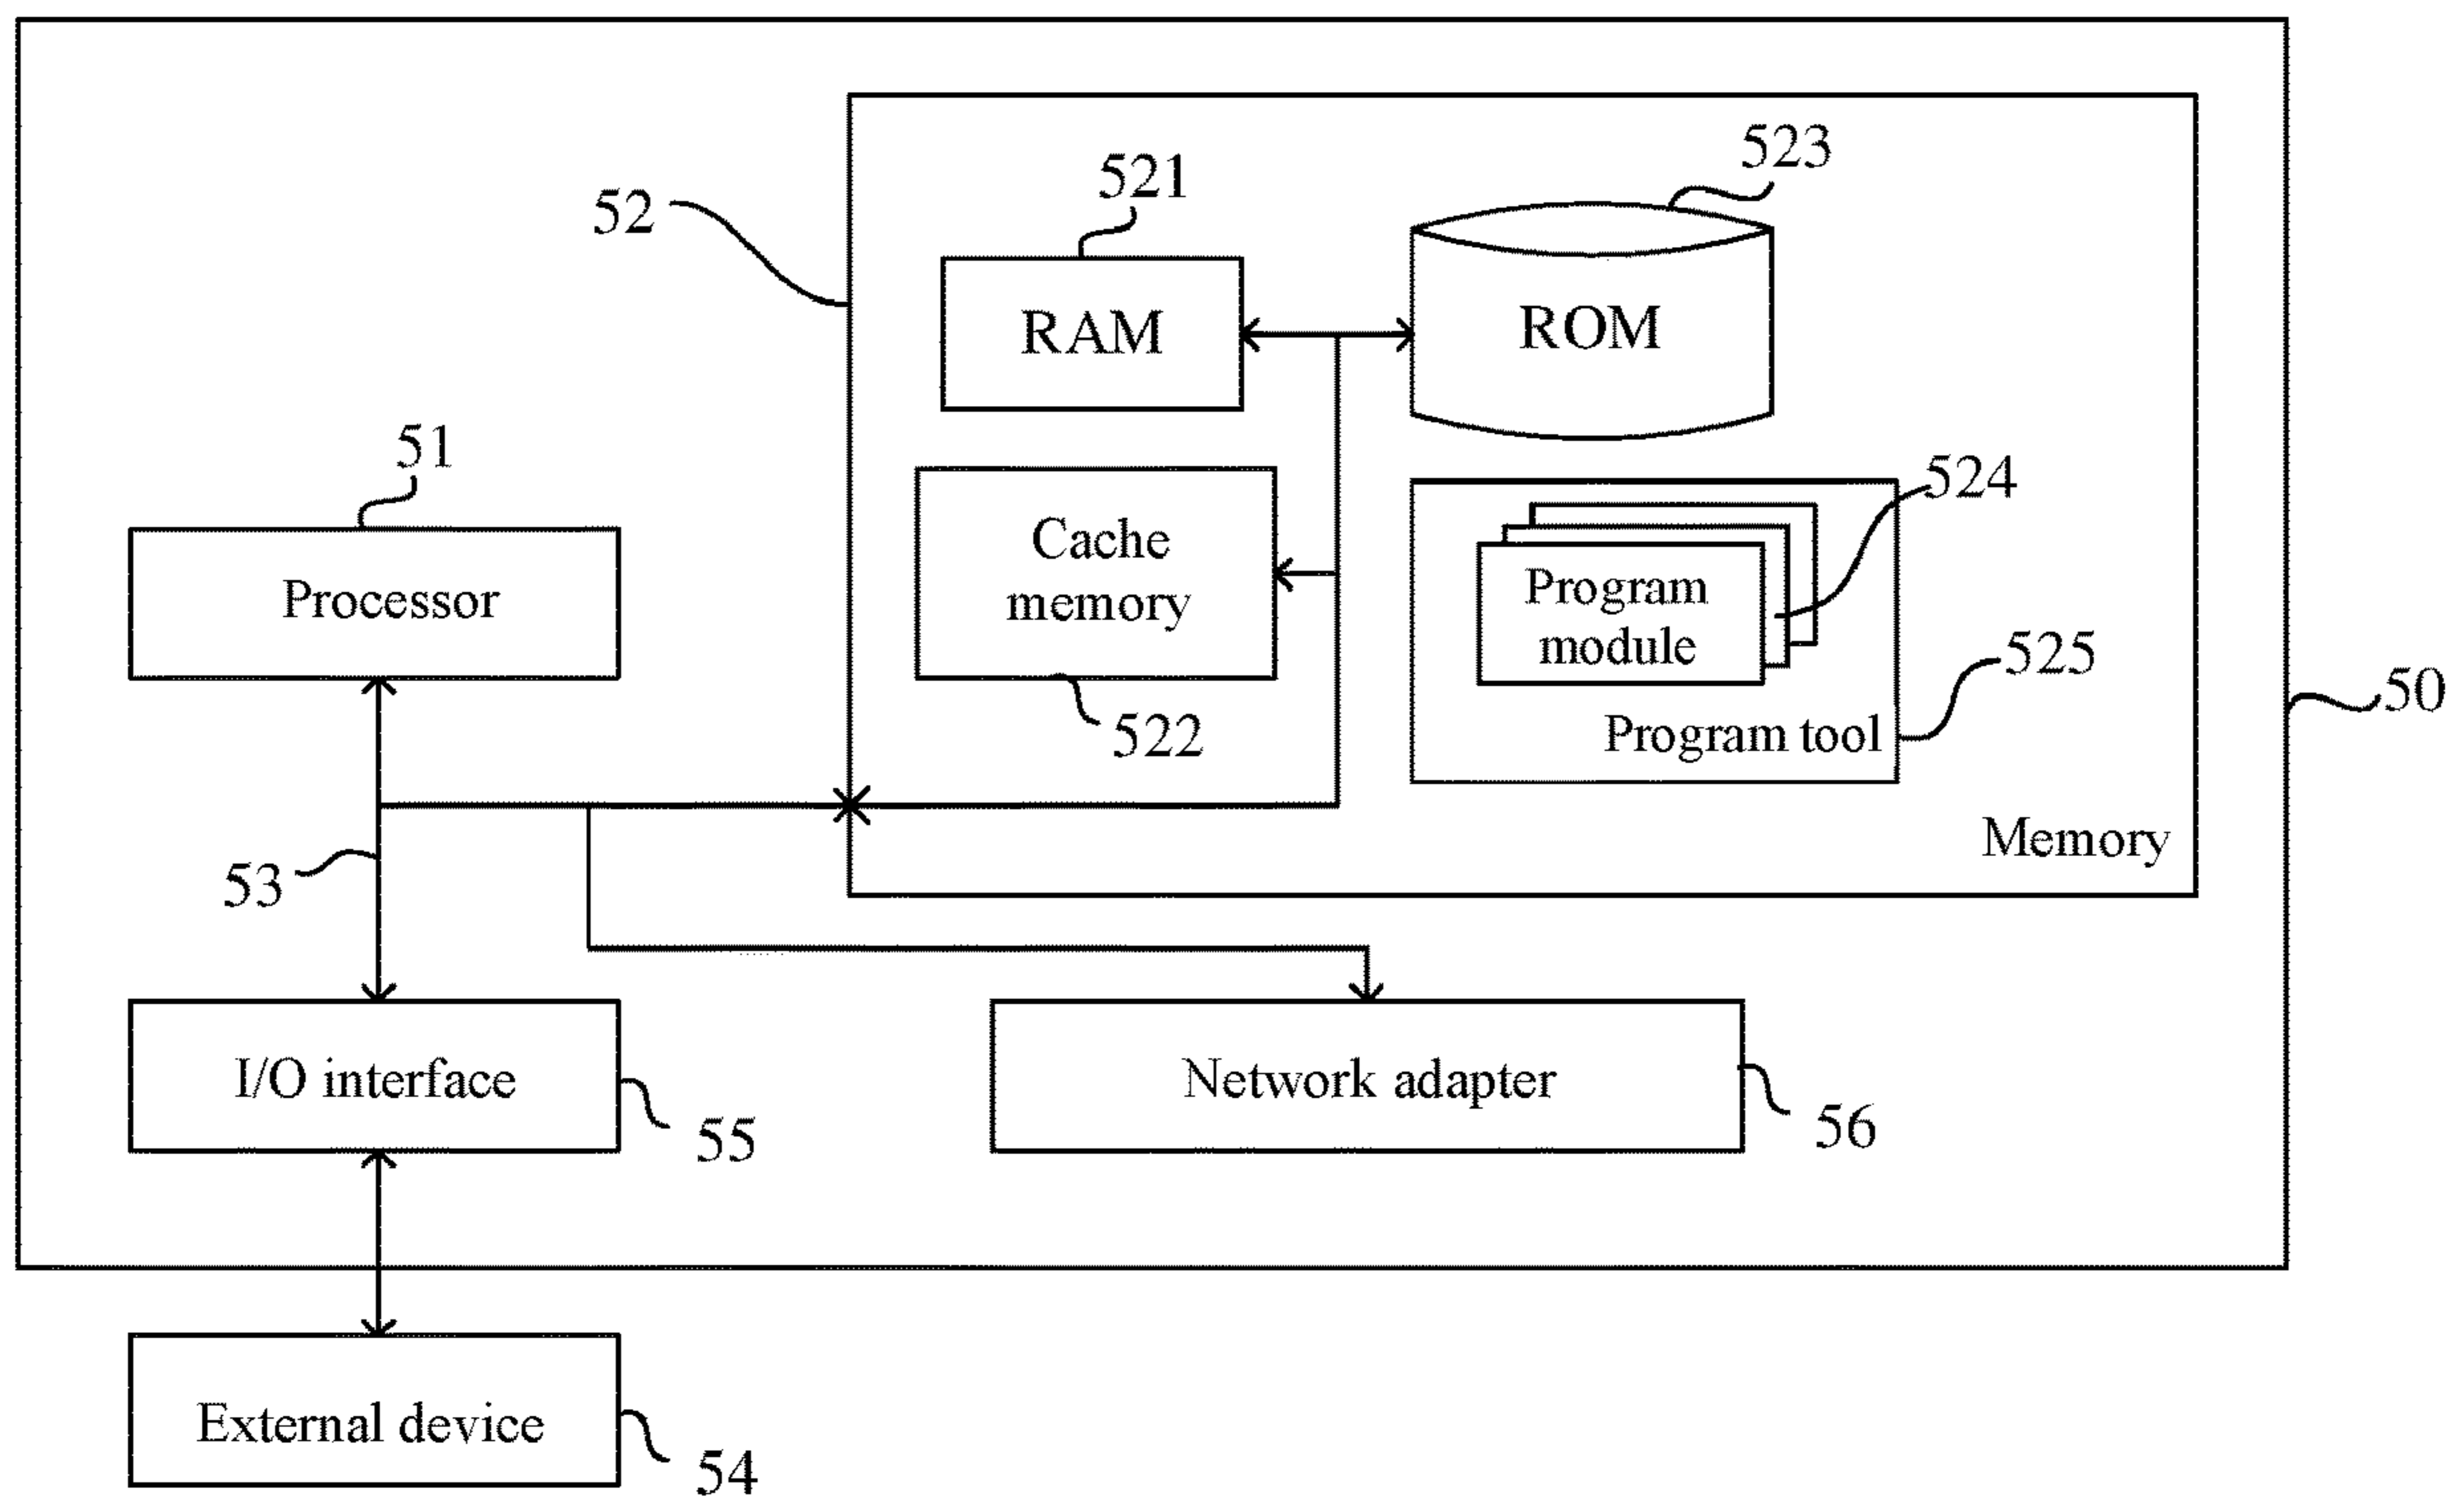 523
521
52
RAM
ROM
51
524
Cache
memory
Program
module
Processor
525
50
522
Program tool
Memory
53
I/O interface
Network adapter
55
56
External device
54